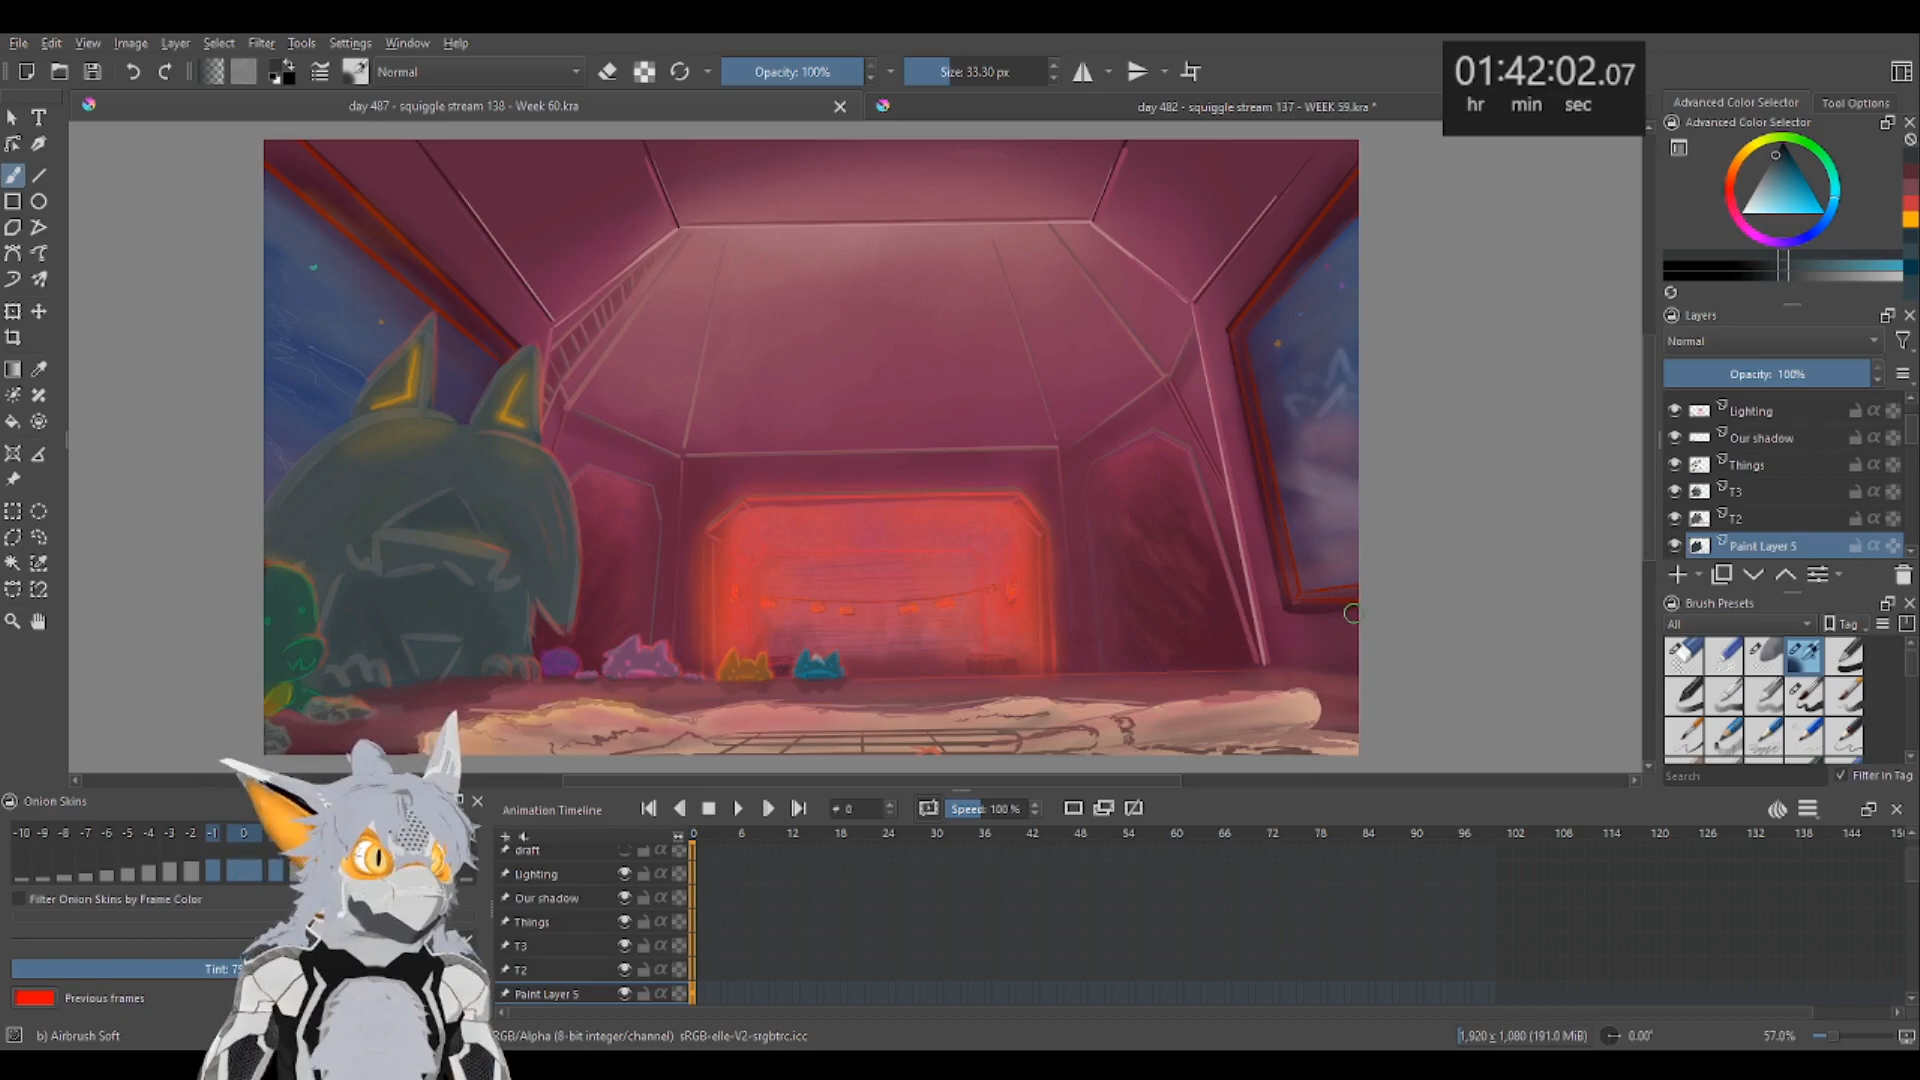 File Edit View Image Layer Select Filter Tools Settings Window Help
Normal
Opacity: 100%
Size: 33.30 px
01:42:02.07
hr min sec
day 487 - squiggle stream 138 - Week 60.kra
day 482 - squiggle stream 137 - WEEK 59.kra *
Advanced Color Selector
Tool Options
Advanced Color Selector
Layers
Normal
Opacity: 100%
Lighting
Our shadow
Things
T3
T2
Paint Layer 5
Brush Presets
All
Tag
Search
Filter in Tag
Onion Skins
-10 -9 -8 -7 -6 -5 -4 -3 -2 -1 0
Filter Onion Skins by Frame Color
Previous frames
Animation Timeline
# 0
Speed: 100 %
0 6 12 18 24 30 36 42 48 54 60 66 72 78 84 90 96 102 108 114 120 126 132 138 144
draft
Lighting
Our shadow
Things
T3
T2
Paint Layer 5
b) Airbrush Soft
RGB/Alpha (8-bit integer/channel) sRGB-elle-V2-srgbtrc.icc
1,920 x 1,080 (191.0 MiB)
0.00°
57.0%